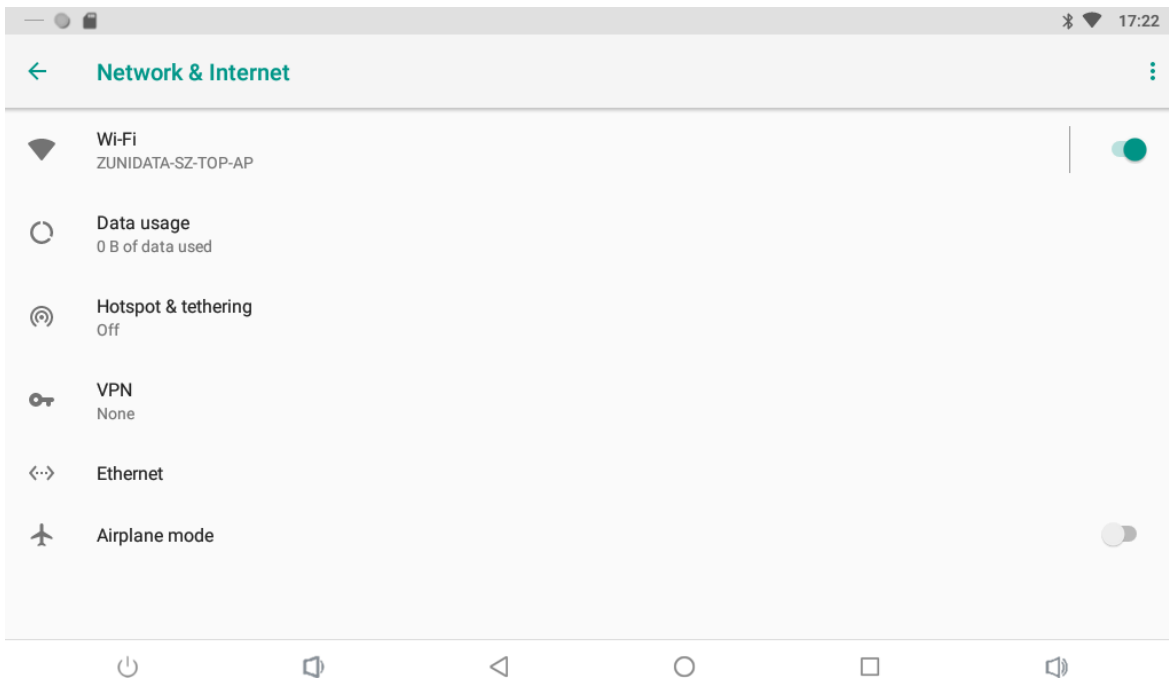 17:22
Network & Internet
Wi-Fi
ZUNIDATA-SZ-TOP-AP
Data usage
0 B of data used
Hotspot & tethering
Off
VPN
None
Ethernet
Airplane mode